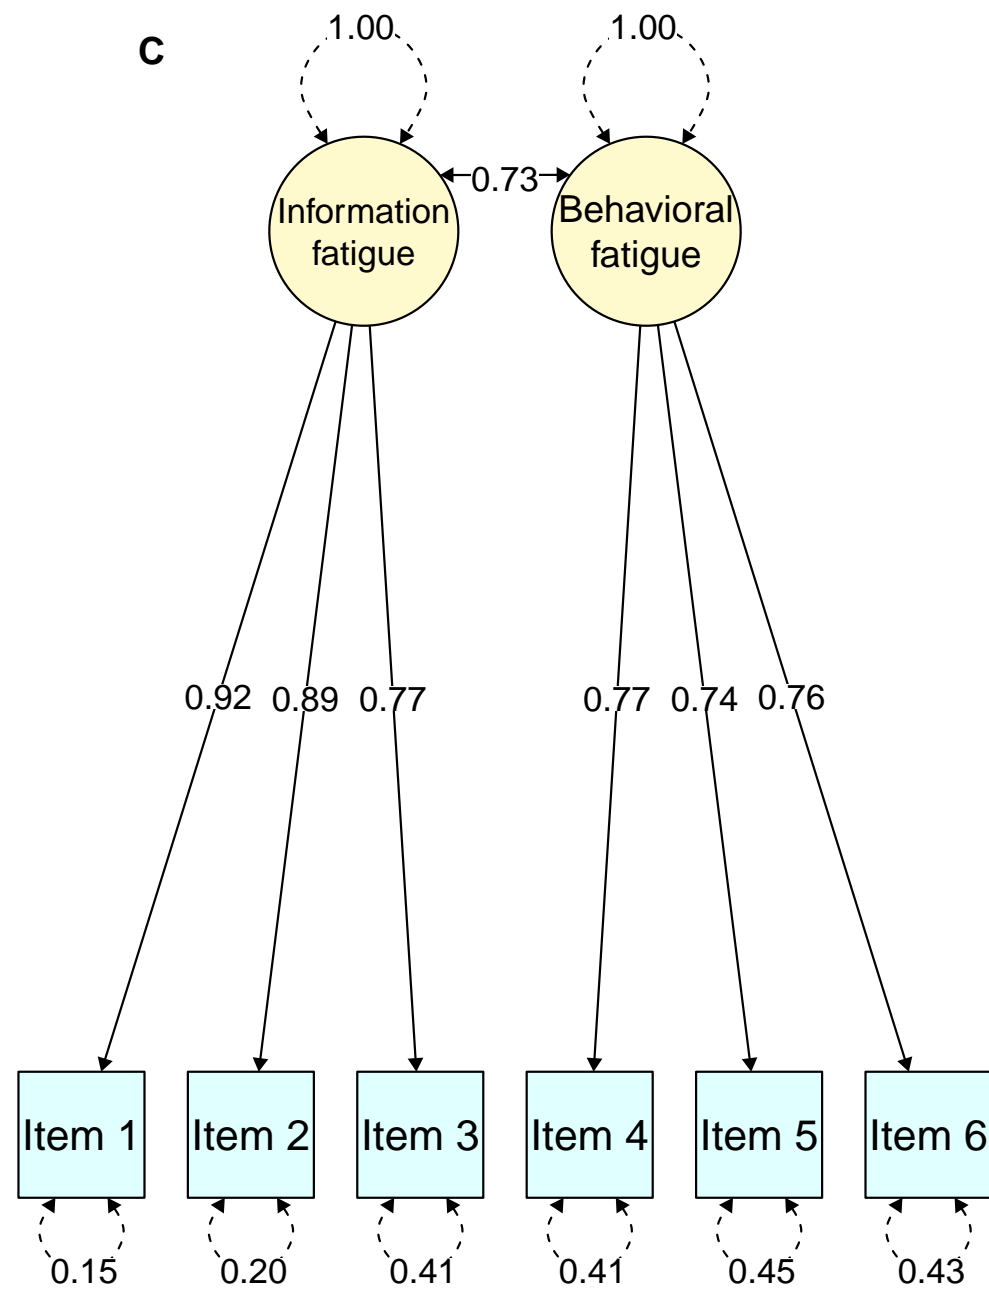 1.00 1.00
C
0.73
Information
fatigue
Behavioral
fatigue
0.92 0.89 0.77 0.77 0.74 0.76
Item 1 Item 2 Item 3 Item 4 Item 5 Item 6
0.15 0.20 0.41 0.41 0.45 0.43